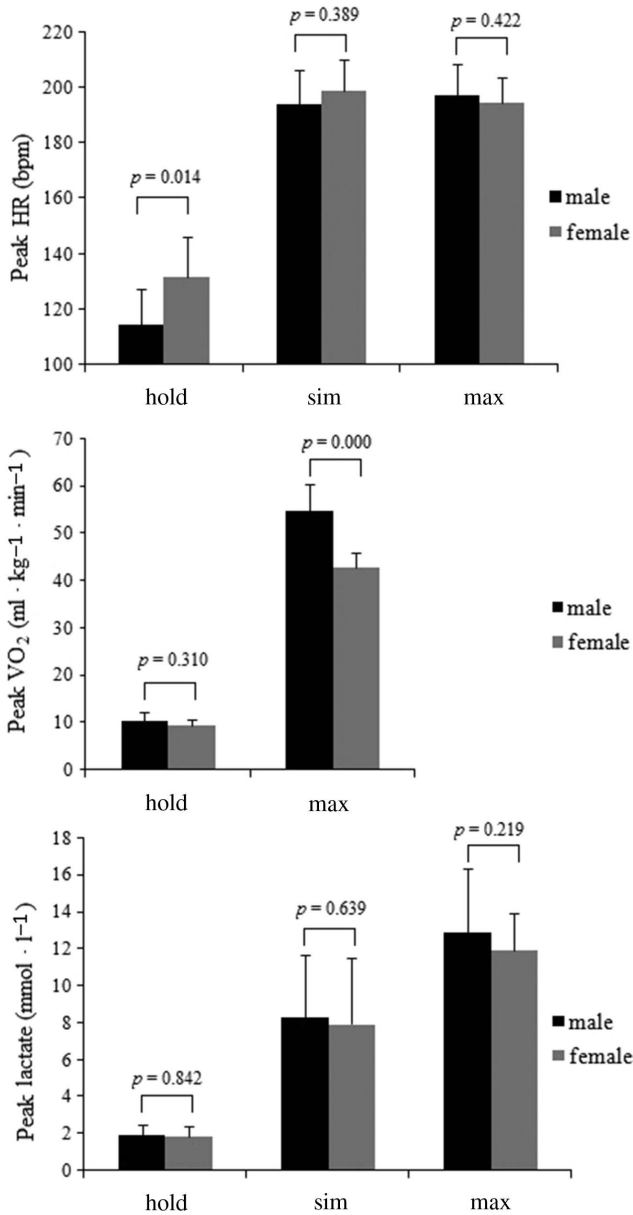 p = 0.389
p = 0.422
220
200
180
160
140
120
100
Peak HR (bpm)
p = 0.014
male
female
hold sim max
70
60
50
40
30
20
10
0
Peak VO2 (ml · kg−1 · min−1)
p = 0.000
p = 0.310
male
female
hold max
18
16
14
12
10
8
6
4
2
0
Peak lactate (mmol · l−1)
p = 0.219
p = 0.639
p = 0.842
male
female
hold sim max